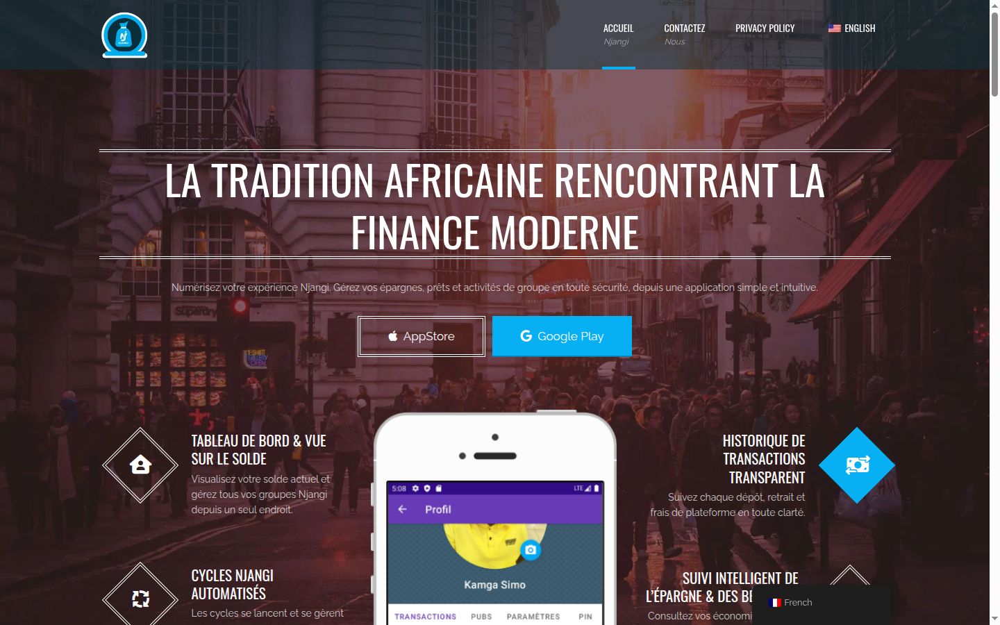 ACCUEIL
Njangi
CONTACTEZ
Nous
PRIVACY POLICY
ENGLISH
LA TRADITION AFRICAINE RENCONTRANT LA
FINANCE MODERNE
Numérisez votre expérience Njangi. Gérez vos épargnes, prêts et activités de groupe en toute sécurité, depuis une application simple et intuitive.
AppStore
Google Play
TABLEAU DE BORD & VUE
SUR LE SOLDE
Visualisez votre solde actuel et
gérez tous vos groupes Njangi
depuis un seul endroit.
CYCLES NJANGI
AUTOMATISÉS
Les cycles se lancent et se gèrent
5:08
LTE
Profil
Kamga Simo
TRANSACTIONS PUBS PARAMÈTRES PIN
HISTORIQUE DE
TRANSACTIONS
TRANSPARENT
Suivez chaque dépôt, retrait et
frais de plateforme en toute clarté.
SUIVI INTELLIGENT DE
L'ÉPARGNE & DES
Consultez vos
French